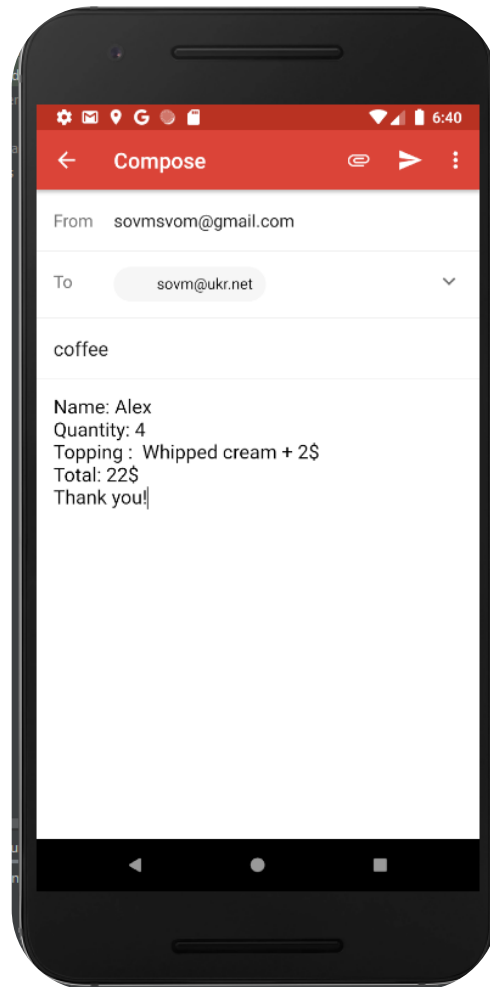 6:40
Compose
From sovmsvom@gmail.com
To sovm@ukr.net
coffee
Name: Alex
Quantity: 4
Topping :  Whipped cream + 2$
Total: 22$
Thank you!